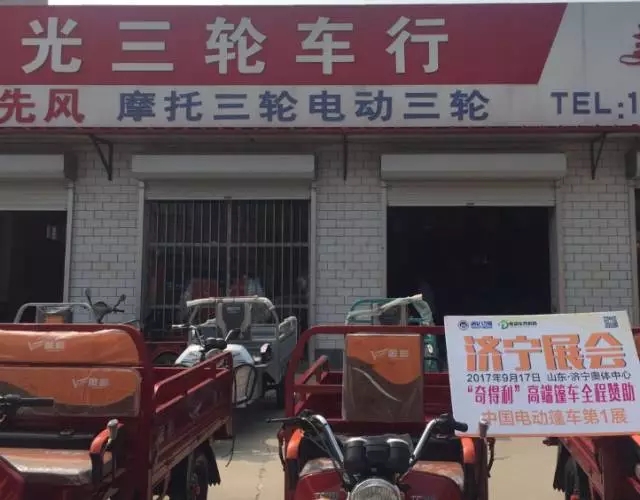 光三轮车行
先风 摩托三轮电动三轮 TEL:1
济宁展会
2017年9月17日 山东·济宁奥体中心
"奇得利"高端篷车全程赞助
中国电动篷车第1展